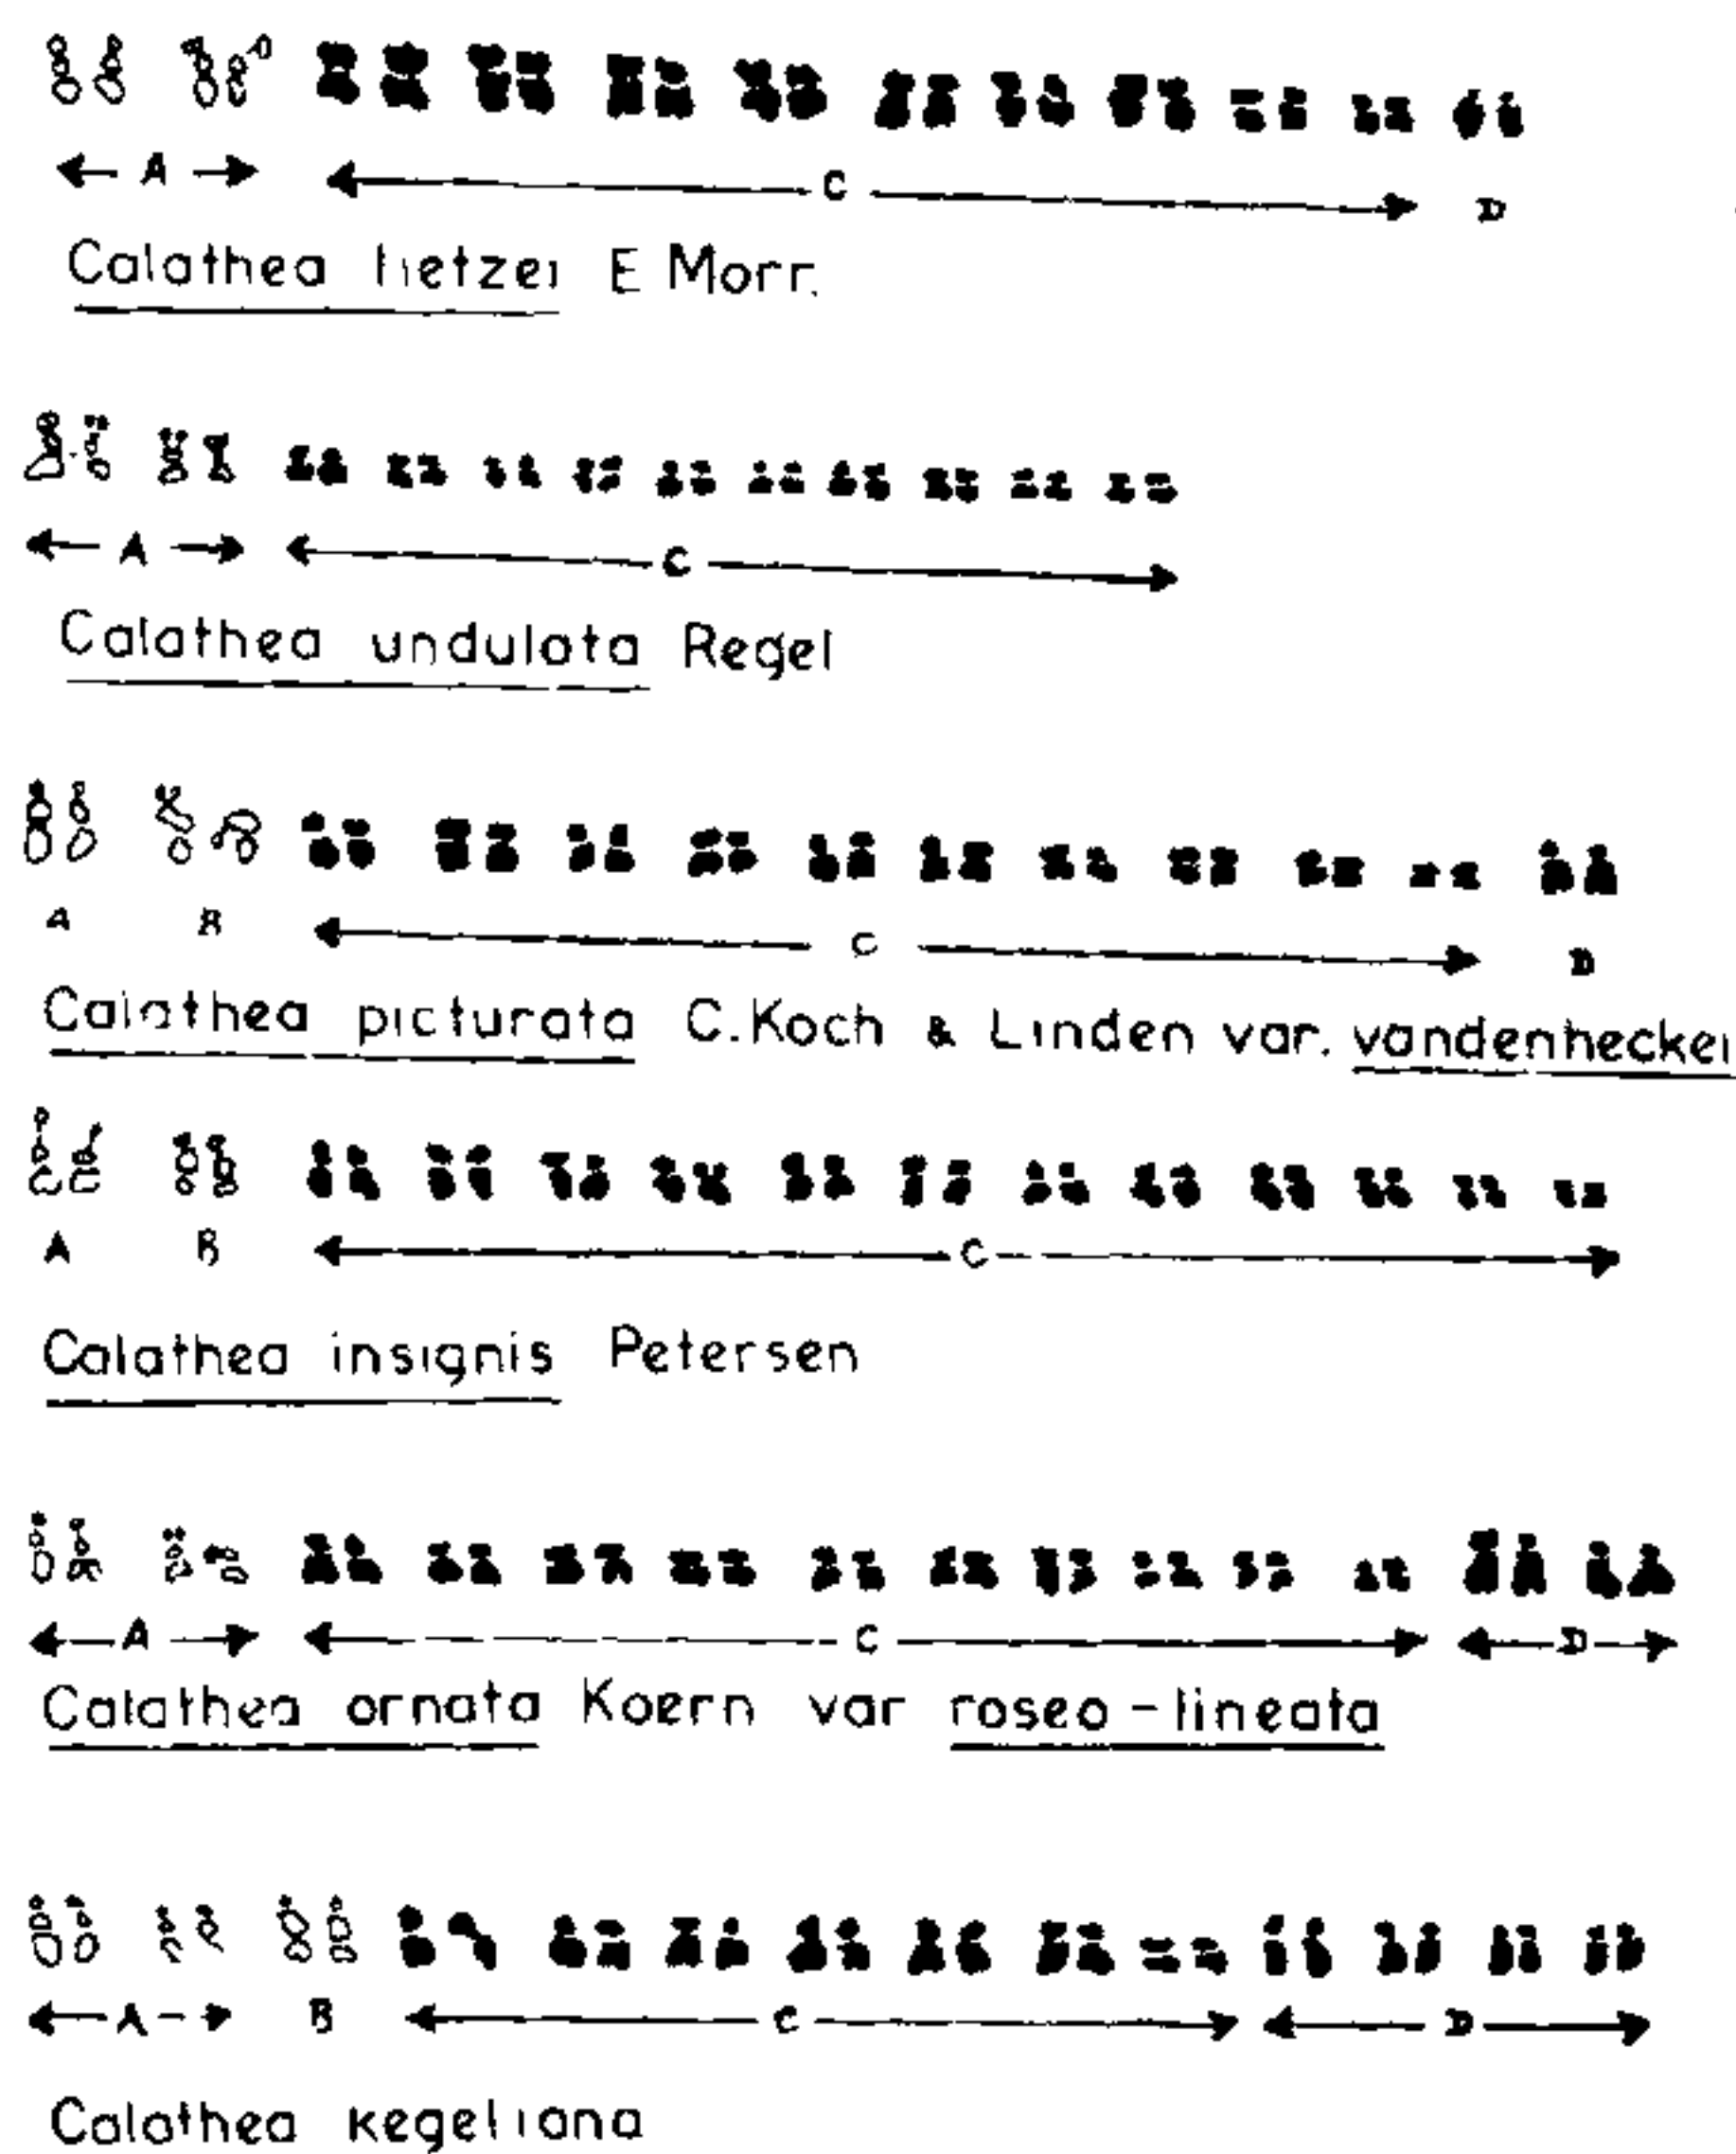 A C D
Calathea lietzei E Morr.
A C
Calathea undulata Regel
A B C D
Calathea picturata C. Koch & Linden var. vandenheckei
A B C
Calathea insignis Petersen
A C D
Calathea ornata Koern var roseo-lineata
A B C D
Calathea kegeliana